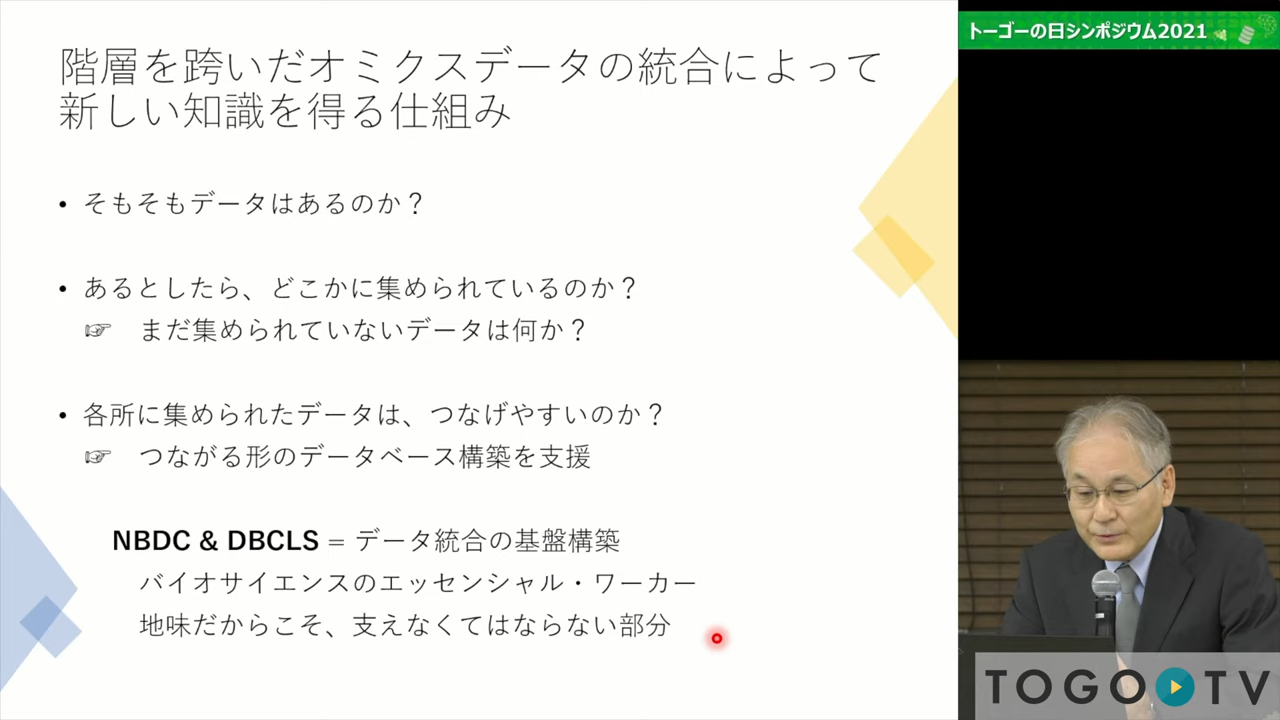 階層を跨いだオミクスデータの統合によって
新しい知識を得る仕組み
• そもそもデータはあるのか？
• あるとしたら、どこかに集められているのか？
☞ まだ集められていないデータは何か？
• 各所に集められたデータは、つなげやすいのか？
☞ つながる形のデータベース構築を支援
NBDC & DBCLS = データ統合の基盤構築
バイオサイエンスのエッセンシャル・ワーカー
地味だからこそ、支えなくてはならない部分
トーゴーの日シンポジウム2021
TOGO TV